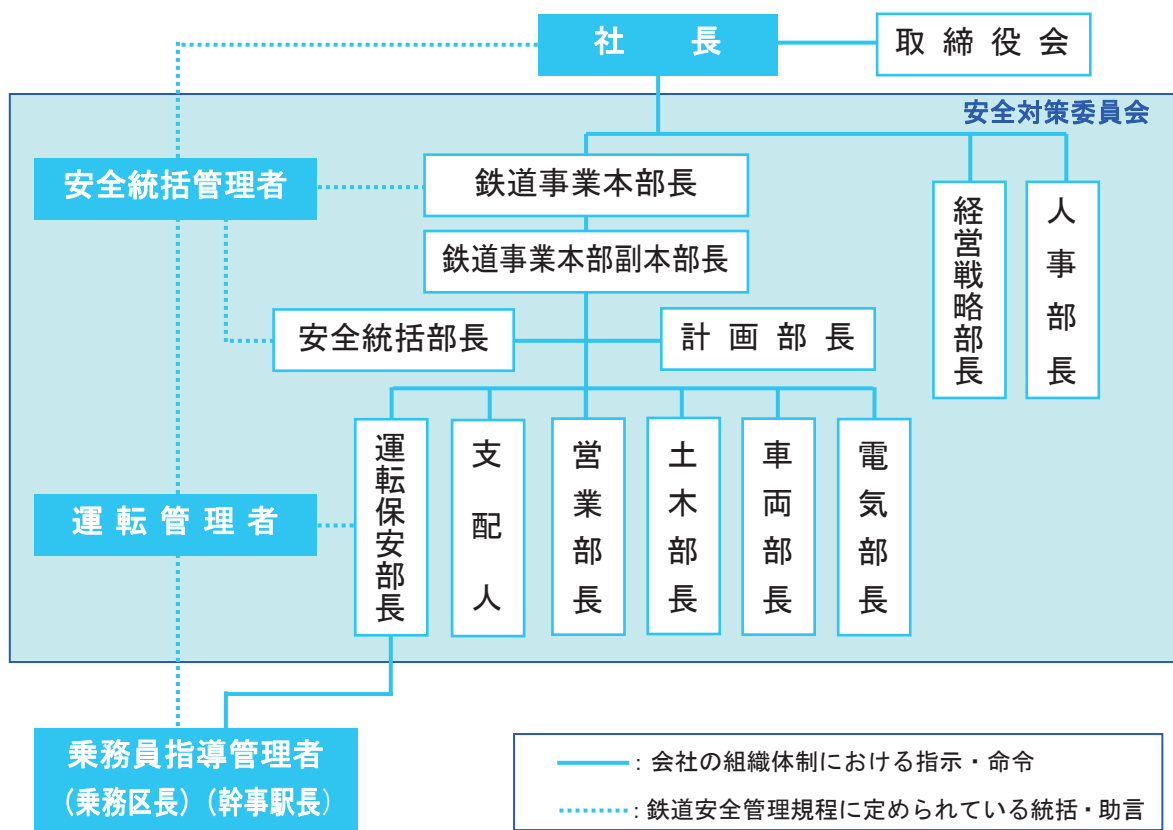 社長
取締役会
安全対策委員会
安全統括管理者
鉄道事業本部長
経営戦略部長
人事部長
鉄道事業本部副本部長
安全統括部長
計画部長
運転管理者
運転保安部長
支配人
営業部長
土木部長
車両部長
電気部長
乗務員指導管理者
(乗務区長)(幹事駅長)
:会社の組織体制における指示・命令
:鉄道安全管理規程に定められている統括・助言